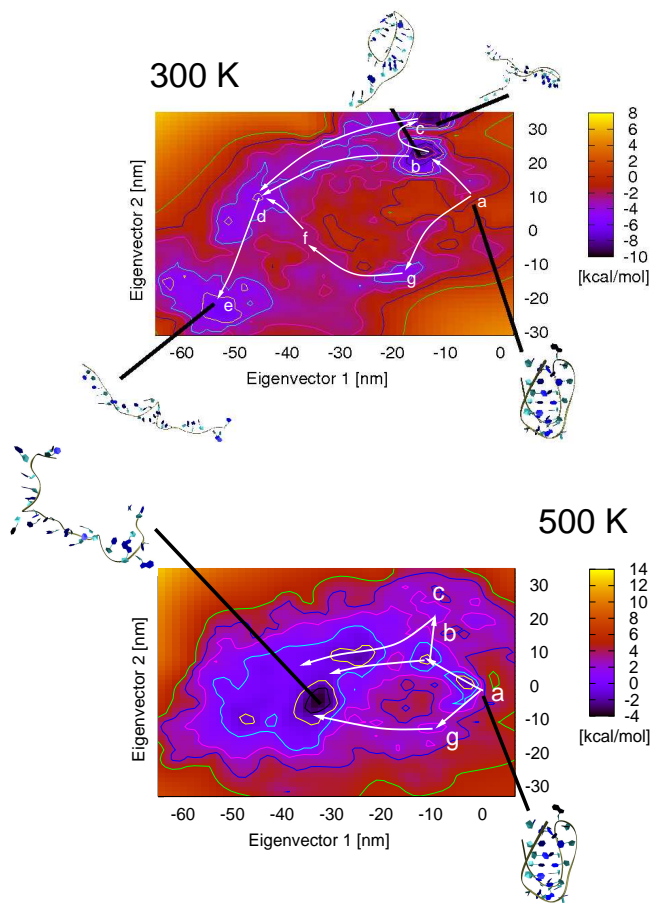 300 K
Eigenvector 2 [nm]
30
20
10
0
-10
-20
-30
a
b
c
d
e
f
g
-60 -50 -40 -30 -20 -10 0
Eigenvector 1 [nm]
8
6
4
2
0
-2
-4
-6
-8
-10
[kcal/mol]
500 K
Eigenvector 2 [nm]
30
20
10
0
-10
-20
-30
c
b
a
g
-60 -50 -40 -30 -20 -10 0
Eigenvector 1 [nm]
14
12
10
8
6
4
2
0
-2
-4
[kcal/mol]